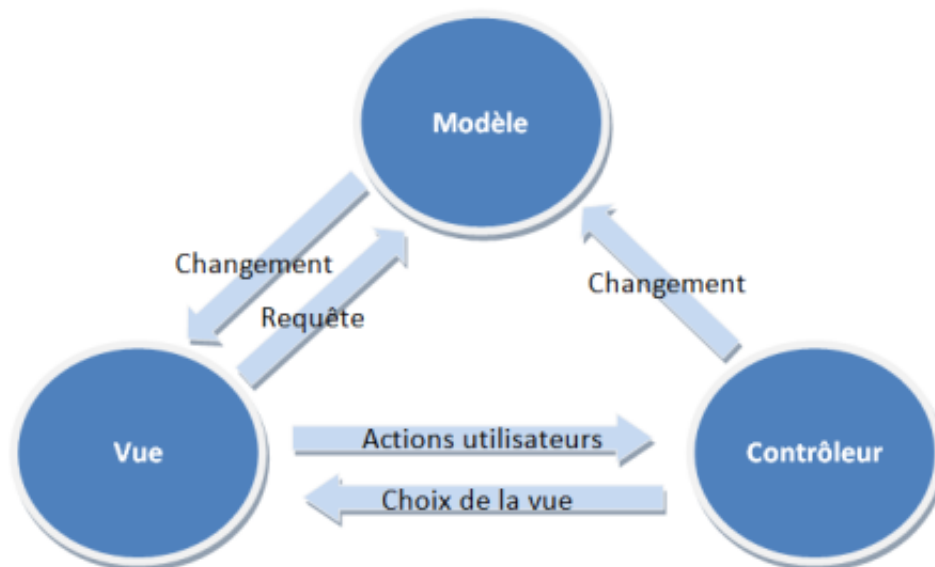 Modèle
Changement
Changement
Requête
Vue
Actions utilisateurs
Contrôleur
Choix de la vue